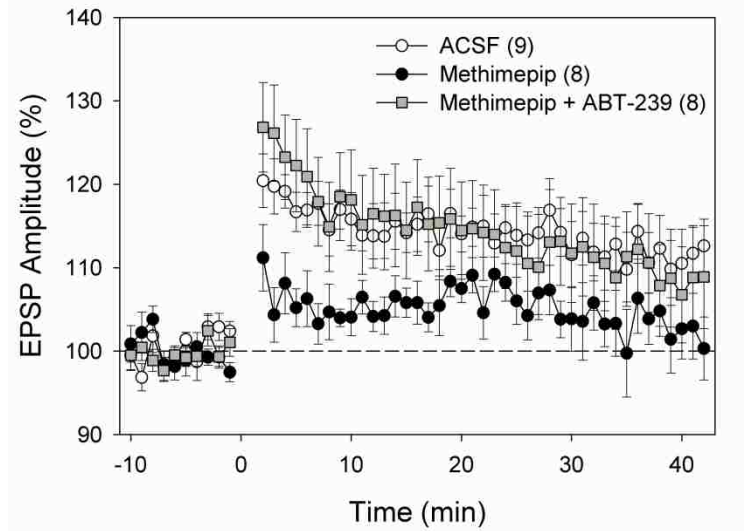 140
130
120
110
100
90
EPSP Amplitude (%)
ACSF (9)
Methimepip (8)
Methimepip + ABT-239 (8)
-10 0 10 20 30 40
Time (min)